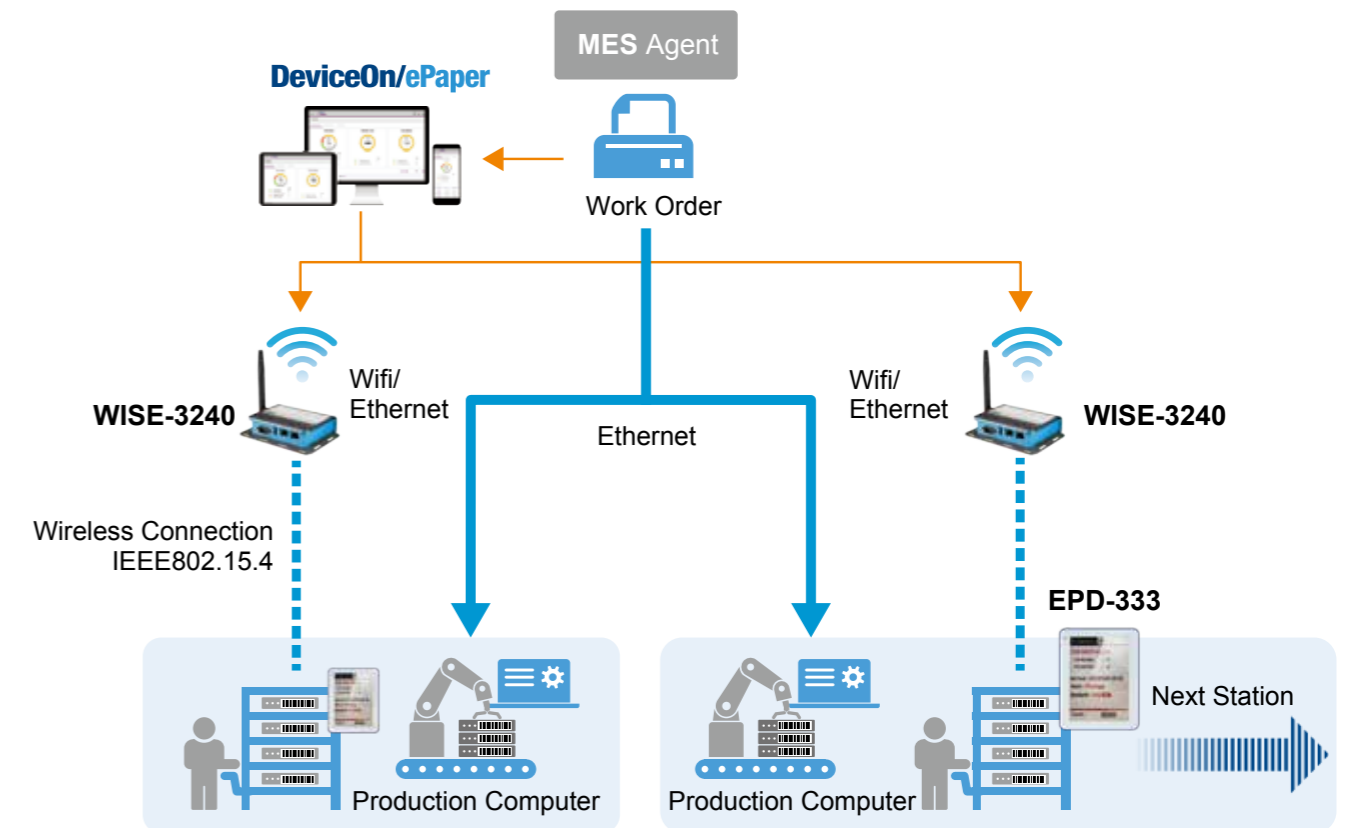 MES Agent
DeviceOn/ePaper
Work Order
Wifi/
Ethernet
WISE-3240
Ethernet
Wifi/
Ethernet
WISE-3240
Wireless Connection
IEEE802.15.4
EPD-333
Next Station
Production Computer
Production Computer